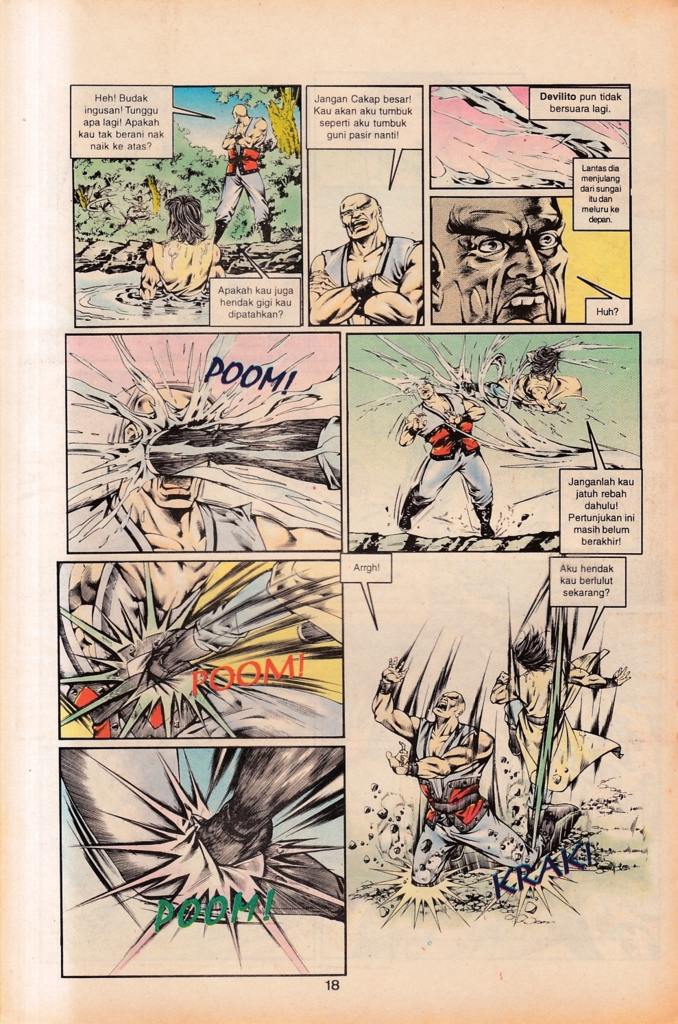 Heh! Budak
ingusan! Tunggu
apa lagi! Apakah
kau tak berani nak
naik ke atas?
Apakah kau juga
hendak gigi kau
dipatahkan?
Jangan Cakap besar!
Kau akan aku tumbuk
seperti aku tumbuk
guni pasir nanti!
Devilito pun tidak
bersuara lagi.
Lantas dia
menjulang
dari sungai
itu dan
meluru ke
depan.
Huh?
POOM!
Janganlah kau
jatuh rebah
dahulu!
Pertunjukan ini
masih belum
berakhir!
POOM!
Arrgh!
Aku hendak
kau berlutut
sekarang?
POOM!
KRAK!
18